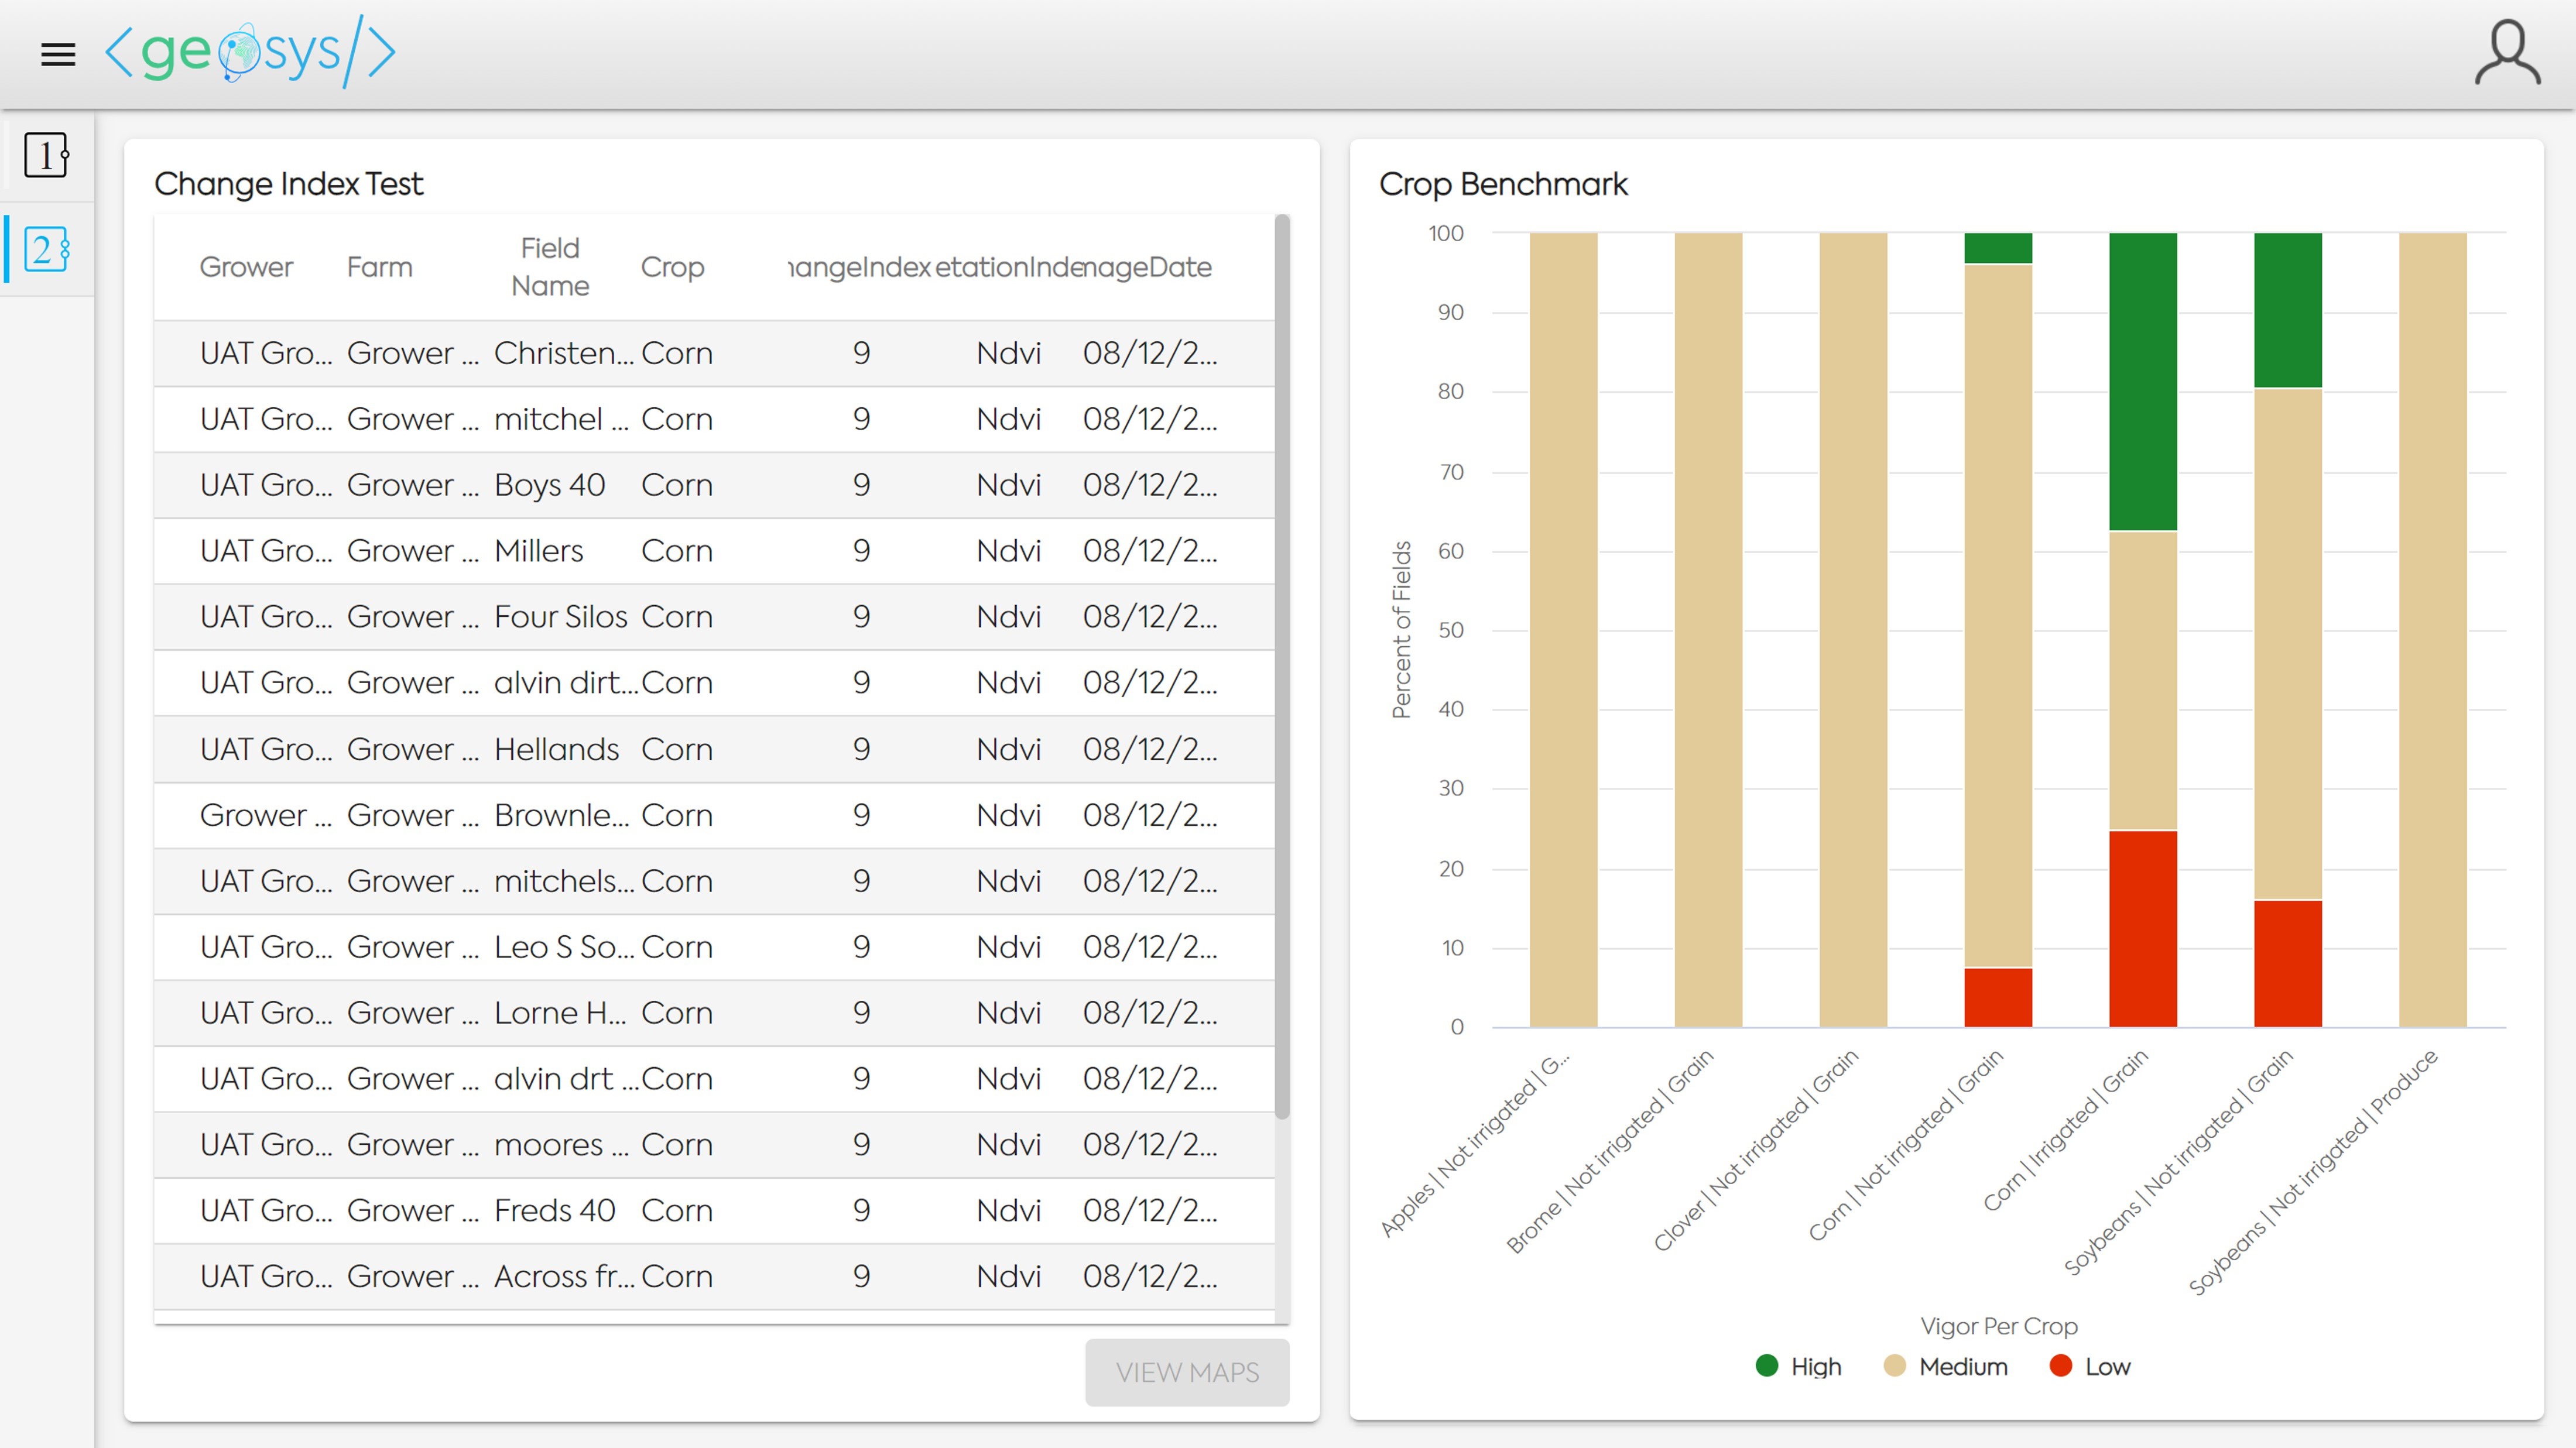 <geosys/>
1
2
Change Index Test
Grower Farm Field Name Crop hangeIndex etationInde nageDate
UAT Gro... Grower ... Christen... Corn 9 Ndvi 08/12/2...
UAT Gro... Grower ... mitchel ... Corn 9 Ndvi 08/12/2...
UAT Gro... Grower ... Boys 40 Corn 9 Ndvi 08/12/2...
UAT Gro... Grower ... Millers Corn 9 Ndvi 08/12/2...
UAT Gro... Grower ... Four Silos Corn 9 Ndvi 08/12/2...
UAT Gro... Grower ... alvin dirt... Corn 9 Ndvi 08/12/2...
UAT Gro... Grower ... Hellands Corn 9 Ndvi 08/12/2...
Grower ... Grower ... Brownle... Corn 9 Ndvi 08/12/2...
UAT Gro... Grower ... mitchels... Corn 9 Ndvi 08/12/2...
UAT Gro... Grower ... Leo S So... Corn 9 Ndvi 08/12/2...
UAT Gro... Grower ... Lorne H... Corn 9 Ndvi 08/12/2...
UAT Gro... Grower ... alvin drt ... Corn 9 Ndvi 08/12/2...
UAT Gro... Grower ... moores ... Corn 9 Ndvi 08/12/2...
UAT Gro... Grower ... Freds 40 Corn 9 Ndvi 08/12/2...
UAT Gro... Grower ... Across fr... Corn 9 Ndvi 08/12/2...
VIEW MAPS
Crop Benchmark
Percent of Fields
100
90
80
70
60
50
40
30
20
10
0
Apples | Not irrigated | G...
Brome | Not irrigated | Grain
Clover | Not irrigated | Grain
Corn | Not irrigated | Grain
Corn | Irrigated | Grain
Soybeans | Not irrigated | Grain
Soybeans | Not irrigated | Produce
Vigor Per Crop
High Medium Low